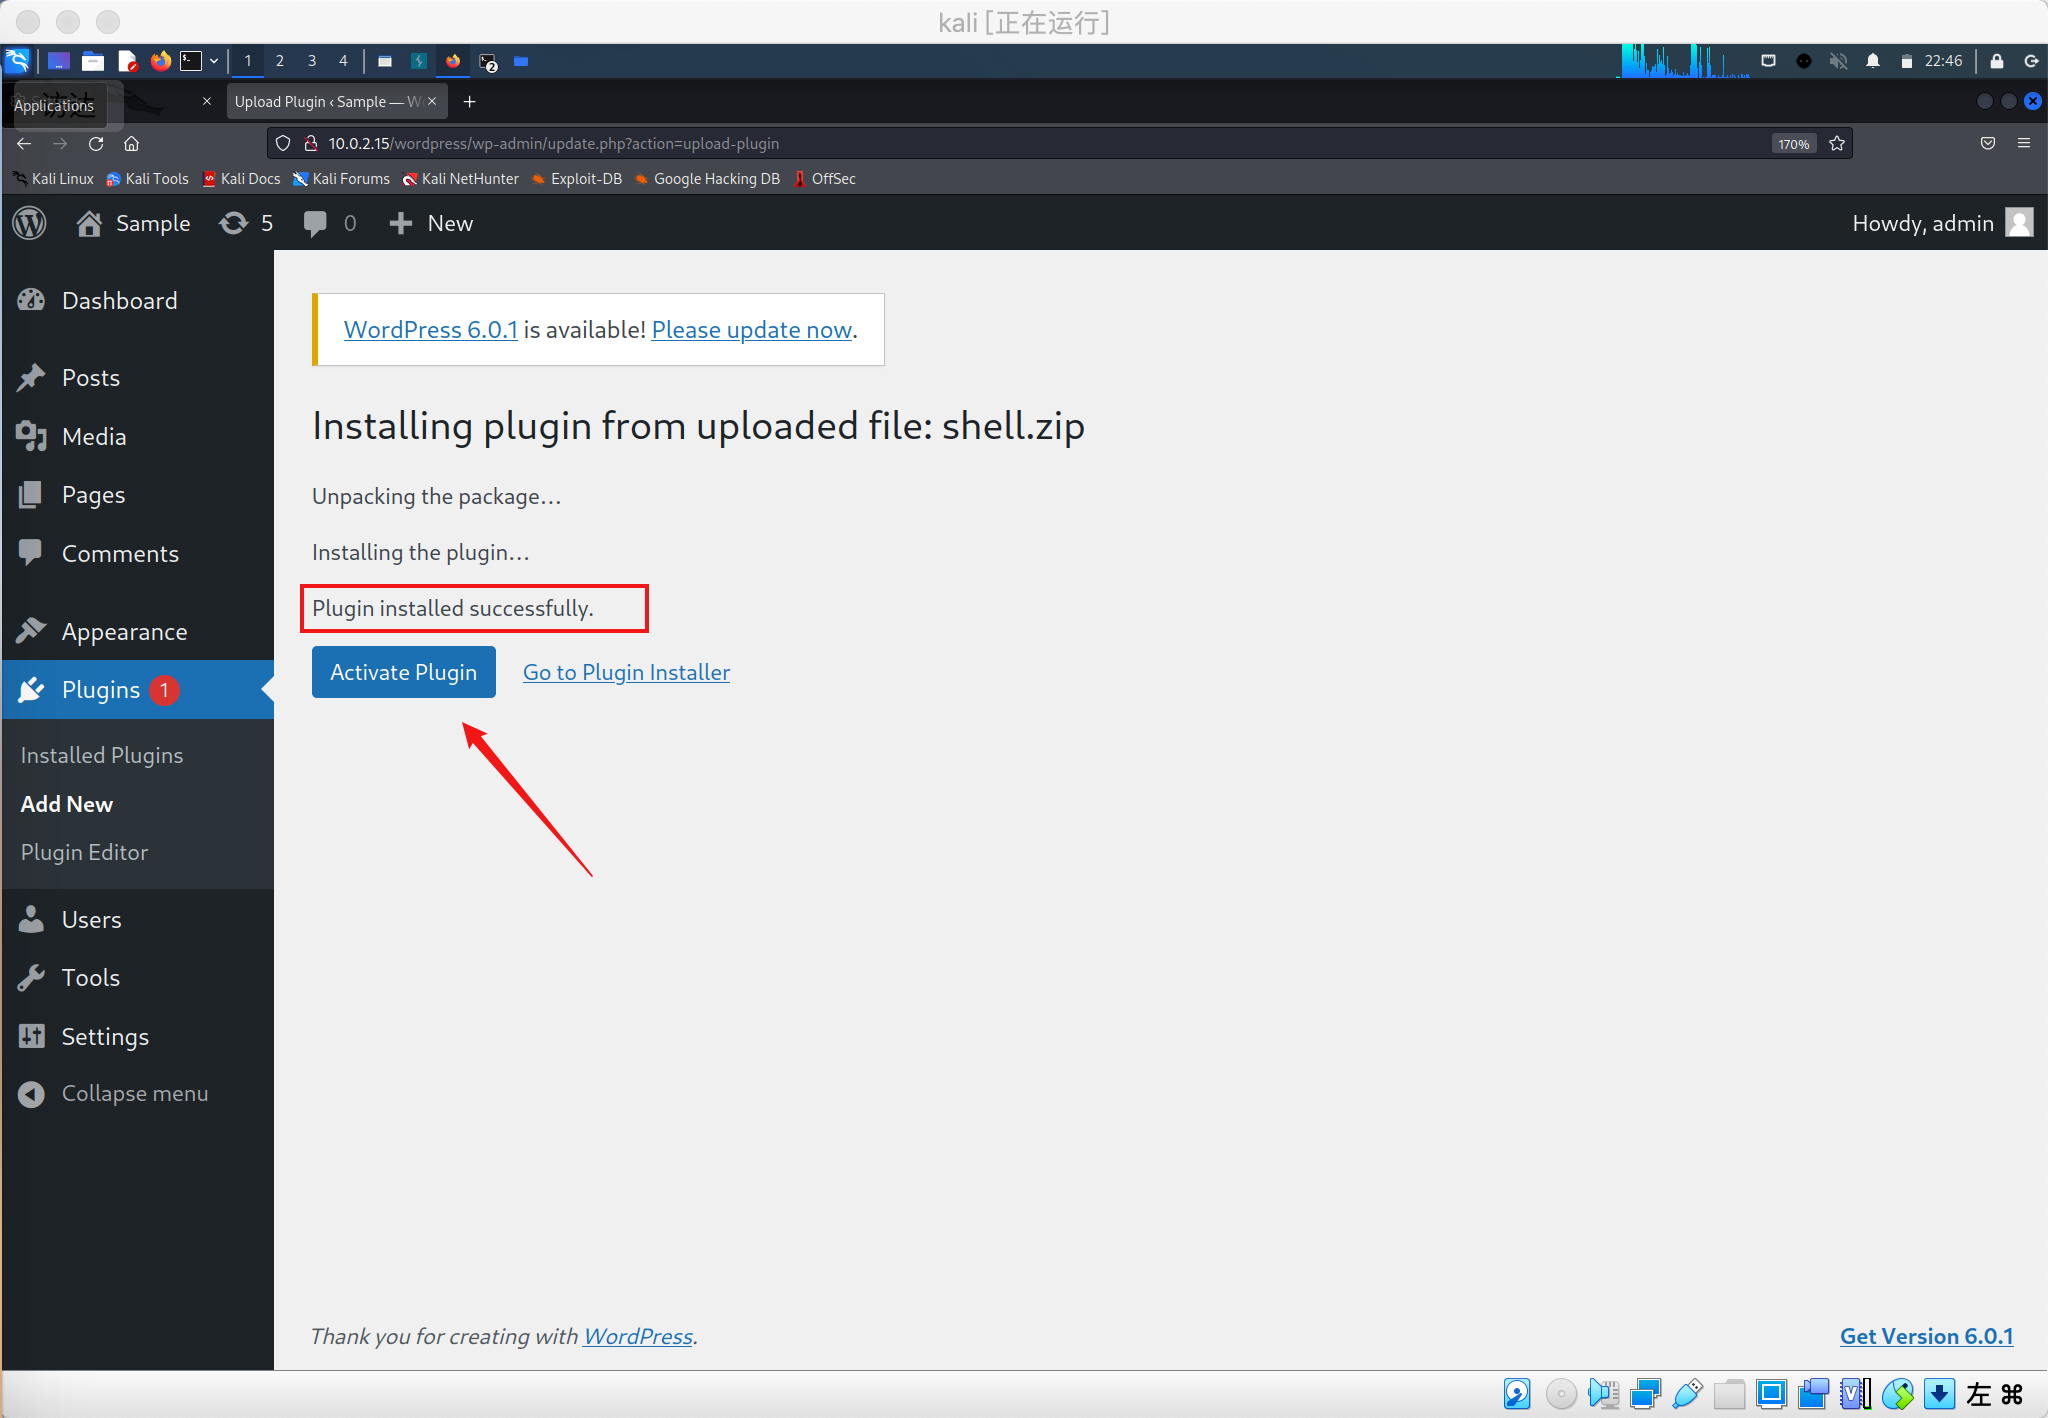 kali [正在运行]
1 2 3 4
2
22:46
Applications
访达
Upload Plugin ‹ Sample — W
10.0.2.15/wordpress/wp-admin/update.php?action=upload-plugin
170%
Kali Linux Kali Tools Kali Docs Kali Forums Kali NetHunter Exploit-DB Google Hacking DB OffSec
Sample 5 0 + New
Howdy, admin
Dashboard
Posts
Media
Pages
Comments
Appearance
Plugins 1
Installed Plugins
Add New
Plugin Editor
Users
Tools
Settings
Collapse menu
WordPress 6.0.1 is available! Please update now.
Installing plugin from uploaded file: shell.zip
Unpacking the package…
Installing the plugin…
Plugin installed successfully.
Activate Plugin Go to Plugin Installer
Thank you for creating with WordPress.
Get Version 6.0.1
左 ⌘